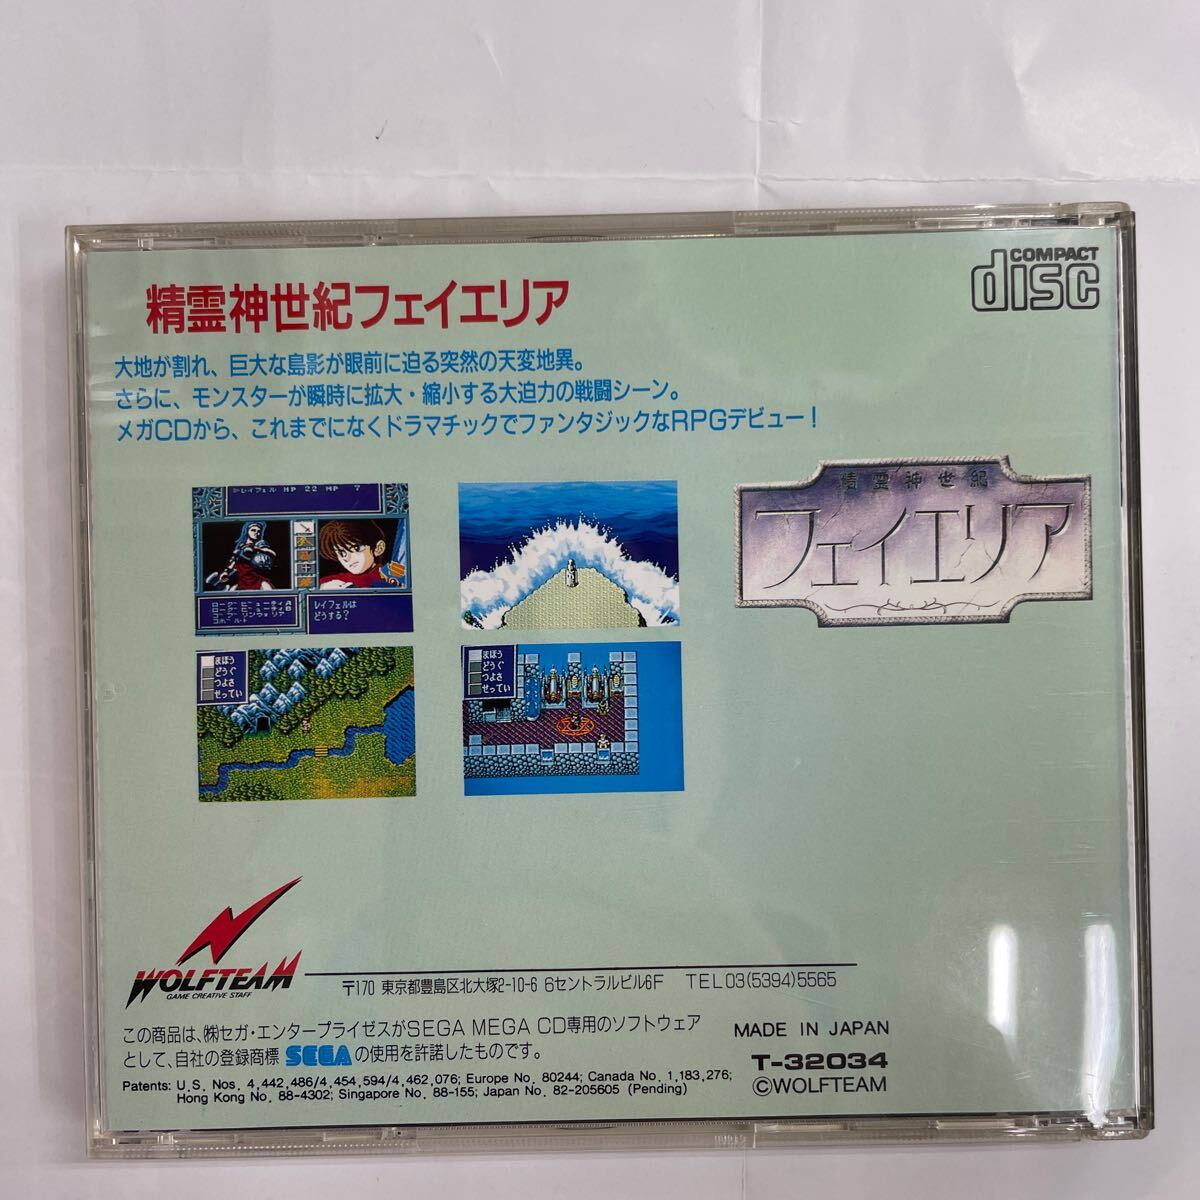 COMPACT
disc
精霊神世紀フェイエリア
大地が割れ、巨大な島影が眼前に迫る突然の天変地異。
さらに、モンスターが瞬時に拡大・縮小する大迫力の戦闘シーン。
メガCDから、これまでになくドラマチックでファンタジックなRPGデビュー！
レイフェル HP 22 MP 7
レイフェルは
どうする？
精霊神世紀
フェイエリア
まほう
どうぐ
つよさ
せってい
まほう
どうぐ
つよさ
せってい
WOLFTEAM
GAME CREATIVE STAFF
〒170 東京都豊島区北大塚2-10-6 6セントラルビル6F TEL03(5394)5565
この商品は、㈱セガ・エンタープライゼスがSEGA MEGA CD専用のソフトウェア
として、自社の登録商標 SEGA の使用を許諾したものです。
MADE IN JAPAN
T-32034
©WOLFTEAM
Patents: U.S. Nos. 4,442,486/4,454,594/4,462,076; Europe No. 80244; Canada No. 1,183,276;
Hong Kong No. 88-4302; Singapore No. 88-155; Japan No. 82-205605 (Pending)